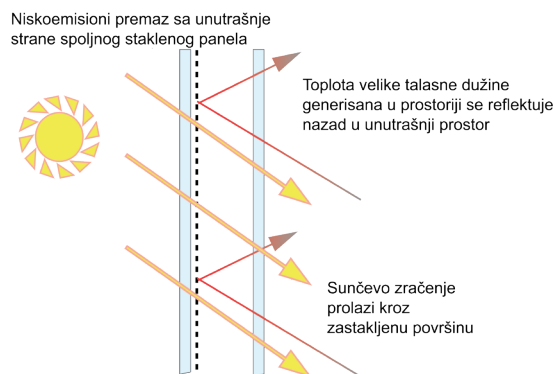 Niskoemisioni premaz sa unutrašnje
strane spoljnog staklenog panela
Toplota velike talasne dužine
generisana u prostoriji se reflektuje
nazad u unutrašnji prostor
Sunčevo zračenje
prolazi kroz
zastakljenu površinu